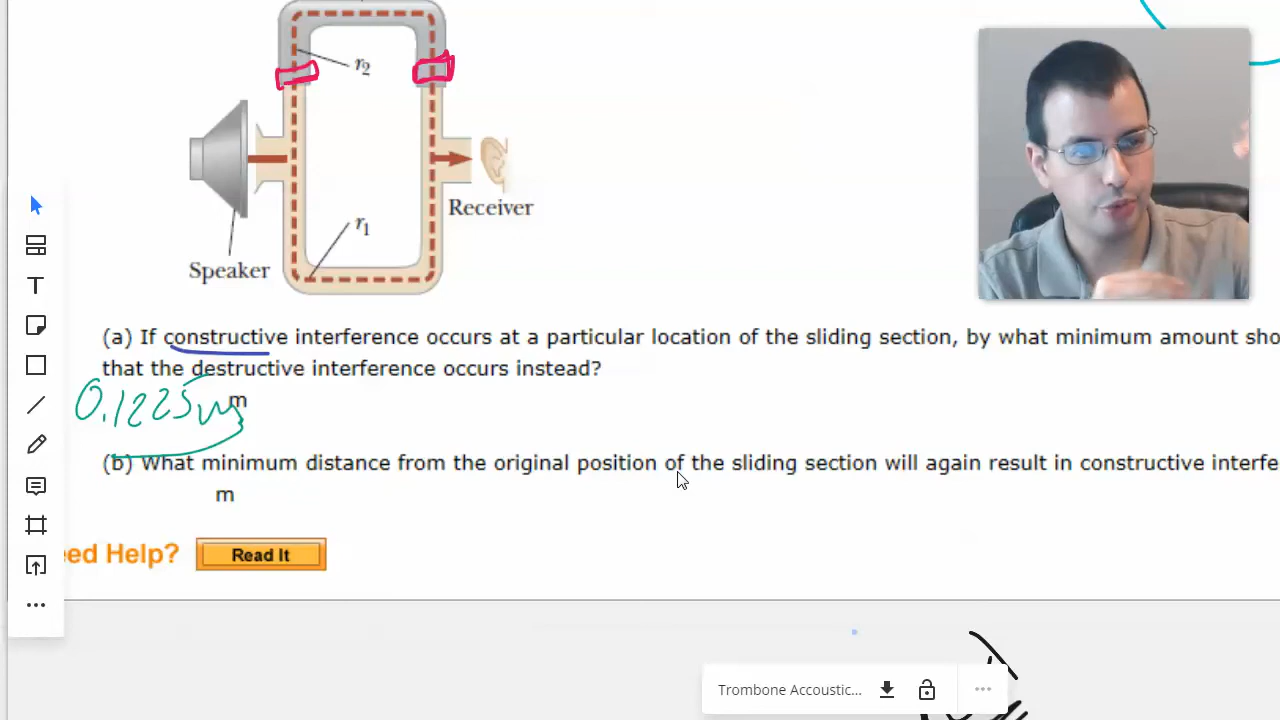 r2
Receiver
r1
Speaker
(a) If constructive interference occurs at a particular location of the sliding section, by what minimum amount sho
that the destructive interference occurs instead?
0.1225m
m
(b) What minimum distance from the original position of the sliding section will again result in constructive interfe
m
eed Help?
Read It
T
Trombone Accoustic...